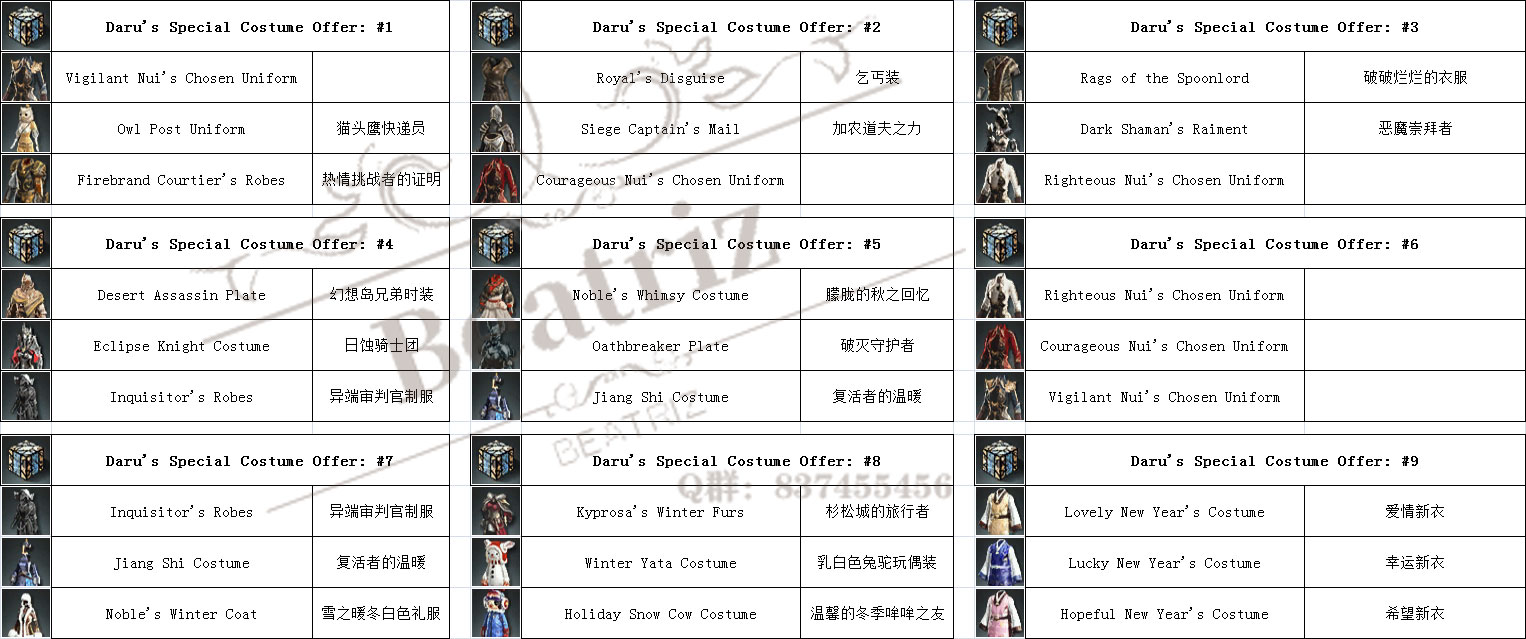 Daru's Special Costume Offer: #1
Vigilant Nui's Chosen Uniform
Owl Post Uniform 猫头鹰快递员
Firebrand Courtier's Robes 热情挑战者的证明
Daru's Special Costume Offer: #2
Royal's Disguise 乞丐装
Siege Captain's Mail 加农道夫之力
Courageous Nui's Chosen Uniform
Daru's Special Costume Offer: #3
Rags of the Spoonlord 破破烂烂的衣服
Dark Shaman's Raiment 恶魔崇拜者
Righteous Nui's Chosen Uniform
Daru's Special Costume Offer: #4
Desert Assassin Plate 幻想岛兄弟时装
Eclipse Knight Costume 日蚀骑士团
Inquisitor's Robes 异端审判官制服
Daru's Special Costume Offer: #5
Noble's Whimsy Costume 朦胧的秋之回忆
Oathbreaker Plate 破灭守护者
Jiang Shi Costume 复活者的温暖
Daru's Special Costume Offer: #6
Righteous Nui's Chosen Uniform
Courageous Nui's Chosen Uniform
Vigilant Nui's Chosen Uniform
Daru's Special Costume Offer: #7
Inquisitor's Robes 异端审判官制服
Jiang Shi Costume 复活者的温暖
Noble's Winter Coat 雪之暖冬白色礼服
Daru's Special Costume Offer: #8
Kyprosa's Winter Furs 杉松城的旅行者
Winter Yata Costume 乳白色兔驼玩偶装
Holiday Snow Cow Costume 温馨的冬季哞哞之友
Daru's Special Costume Offer: #9
Lovely New Year's Costume 爱情新衣
Lucky New Year's Costume 幸运新衣
Hopeful New Year's Costume 希望新衣
Beatriz
BEATRIZ
Q群：837455456